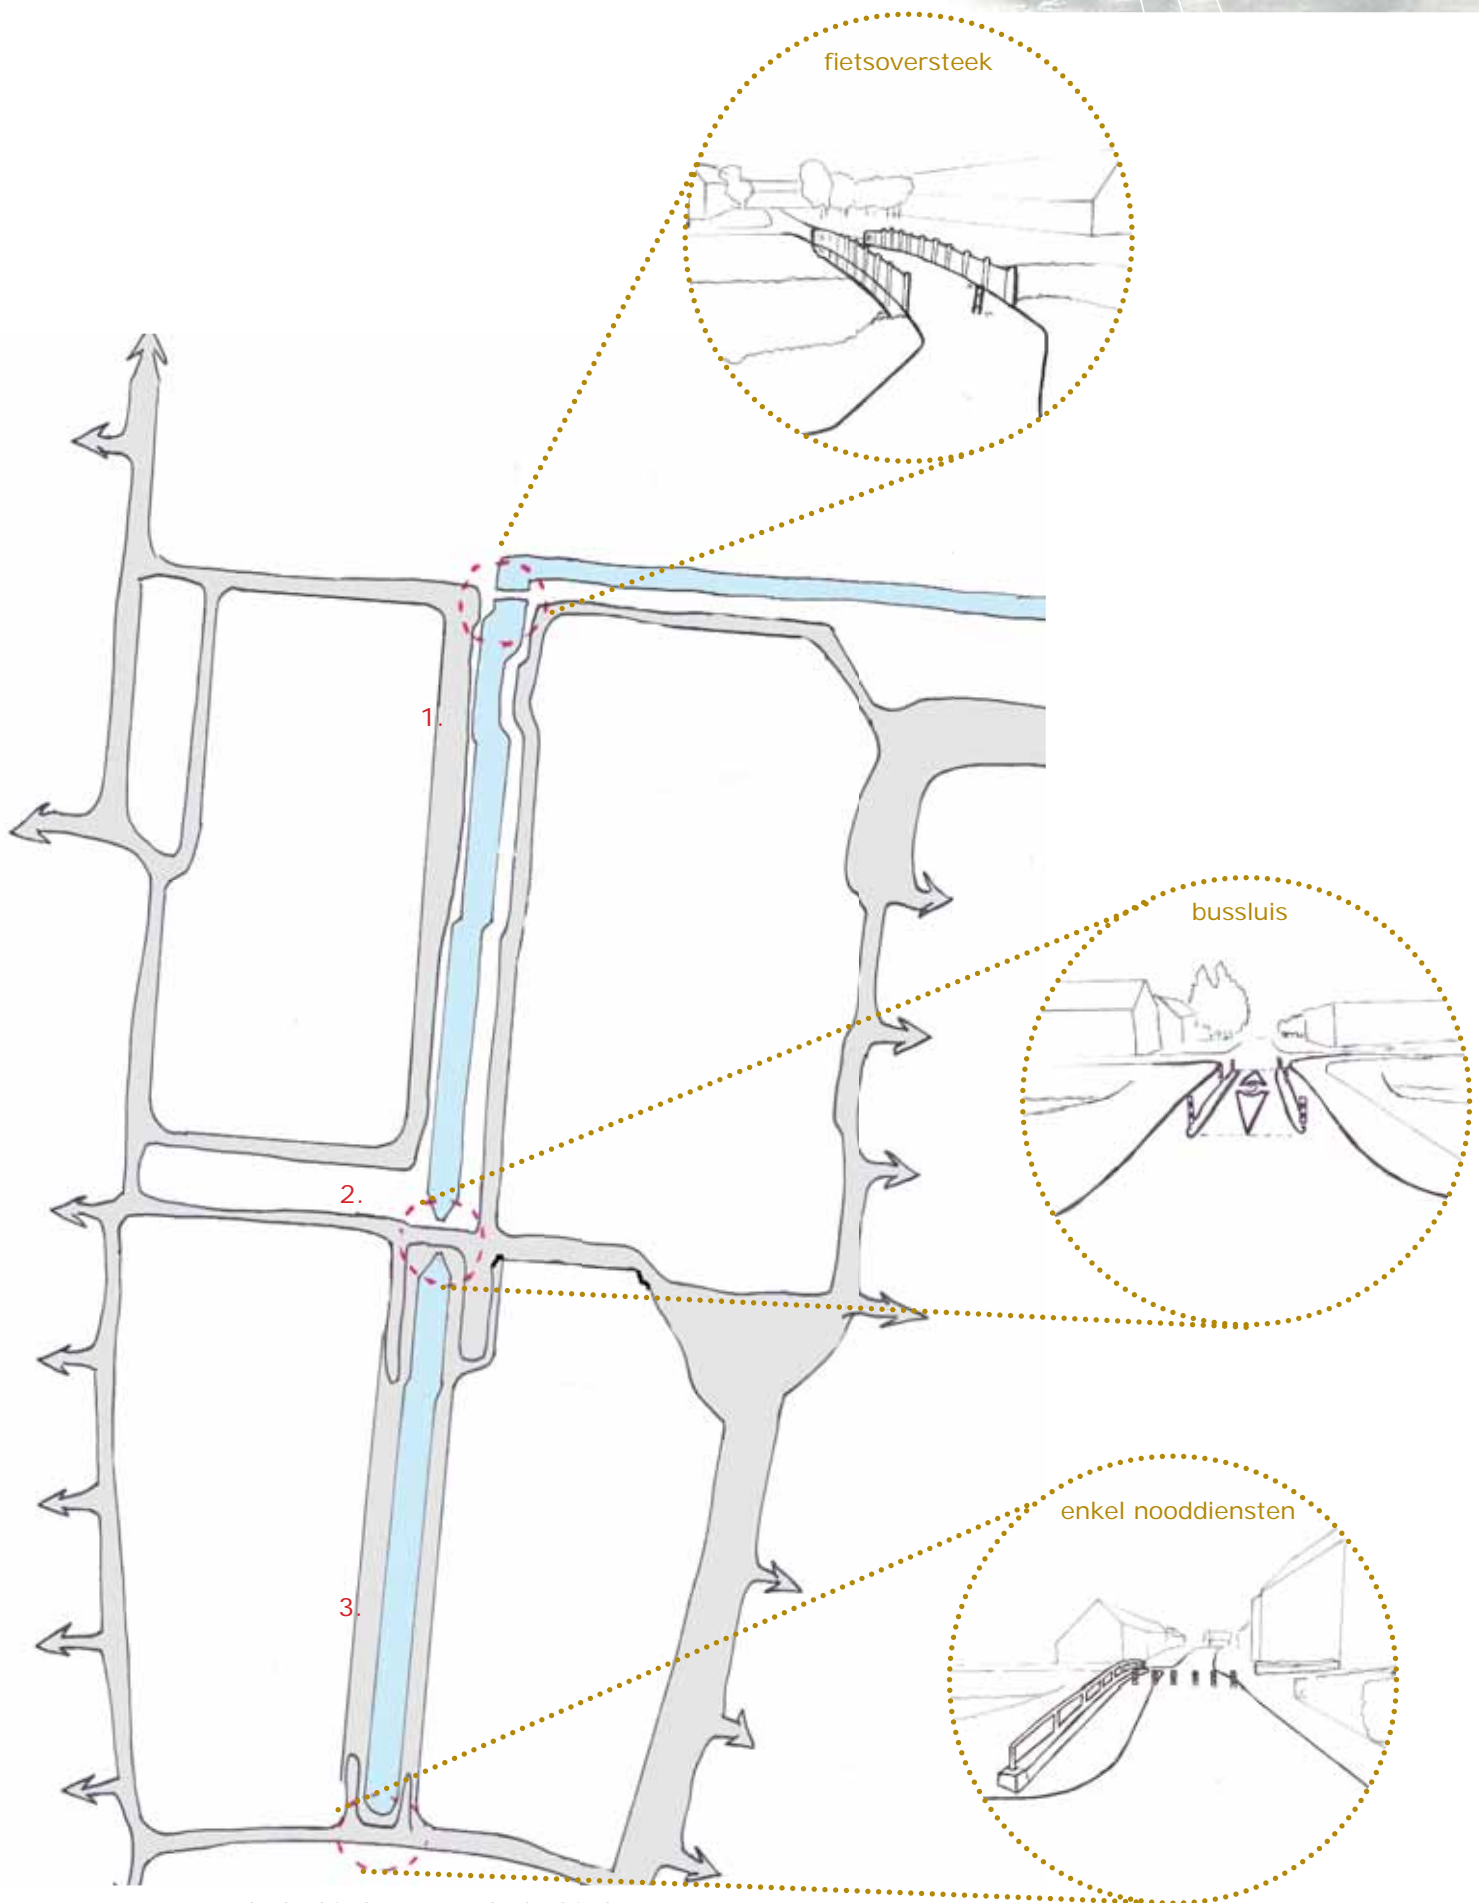 fietsoversteek
1.
bussluis
2.
enkel nooddiensten
3.